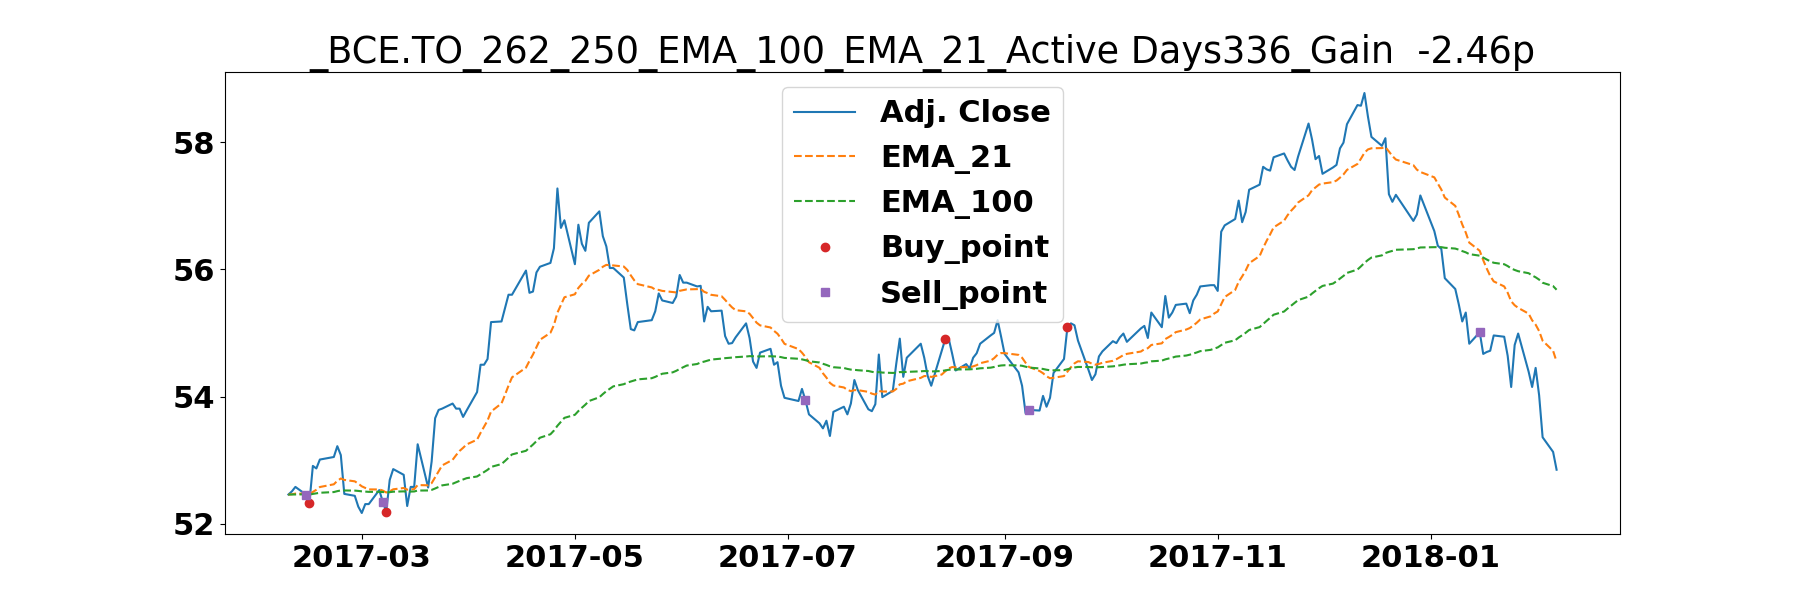 _BCE.TO_262_250_EMA_100_EMA_21_Active Days336_Gain  -2.46p
Adj. Close
EMA_21
EMA_100
Buy_point
Sell_point
58
56
54
52
2017-03 2017-05 2017-07 2017-09 2017-11 2018-01